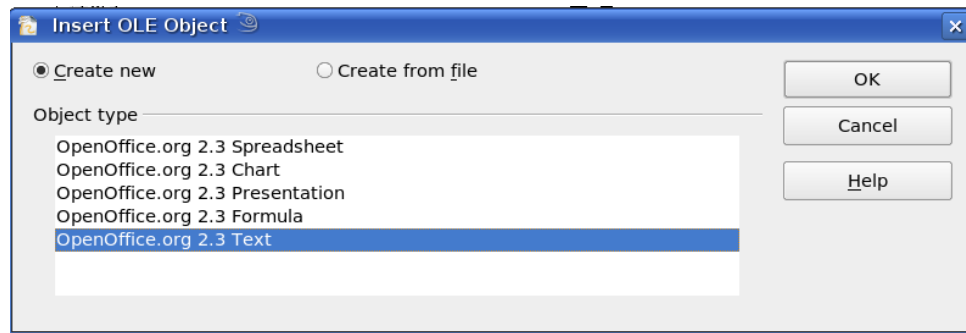 Insert OLE Object
Create new
Create from file
OK
Object type
Cancel
OpenOffice.org 2.3 Spreadsheet
OpenOffice.org 2.3 Chart
OpenOffice.org 2.3 Presentation
Help
OpenOffice.org 2.3 Formula
OpenOffice.org 2.3 Text